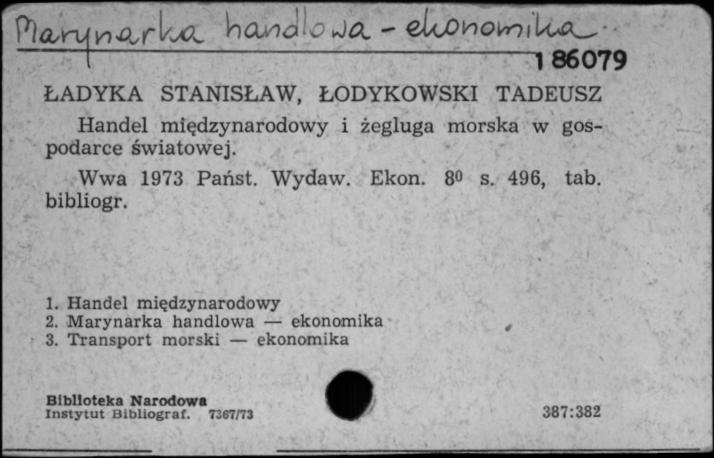 Marynarka handlowa - ekonomika
186079
ŁADYKA STANISŁAW, ŁODYKOWSKI TADEUSZ
Handel międzynarodowy i żegluga morska w gos-
podarce światowej.
Wwa 1973 Państ. Wydaw. Ekon. 8⁰ s. 496, tab.
bibliogr.
1. Handel międzynarodowy
2. Marynarka handlowa — ekonomika
3. Transport morski — ekonomika
Biblioteka Narodowa
Instytut Bibliograf. 7367/73
387:382